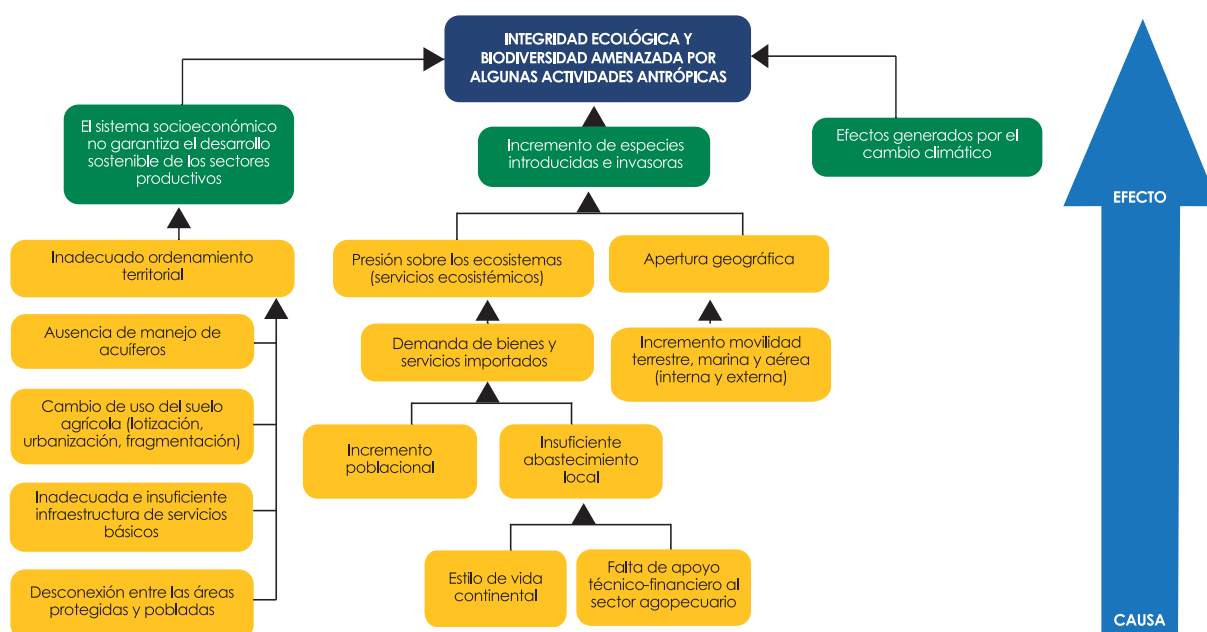 INTEGRIDAD ECOLÓGICA Y
BIODIVERSIDAD AMENAZADA POR
ALGUNAS ACTIVIDADES ANTRÓPICAS
El sistema socioeconómico
no garantiza el desarrollo
sostenible de los sectores
productivos
Incremento de especies
introducidas e invasoras
Efectos generados por el
cambio climático
EFECTO
Inadecuado ordenamiento
territorial
Presión sobre los ecosistemas
(servicios ecosistémicos)
Apertura geográfica
Ausencia de manejo de
acuíferos
Demanda de bienes y
servicios importados
Incremento movilidad
terrestre, marina y aérea
(interna y externa)
Cambio de uso del suelo
agrícola (lotización,
urbanización, fragmentación)
Incremento
poblacional
Insuficiente
abastecimiento
local
Inadecuada e insuficiente
infraestructura de servicios
básicos
Estilo de vida
continental
Falta de apoyo
técnico-financiero al
sector agopecuario
Desconexión entre las áreas
protegidas y pobladas
CAUSA